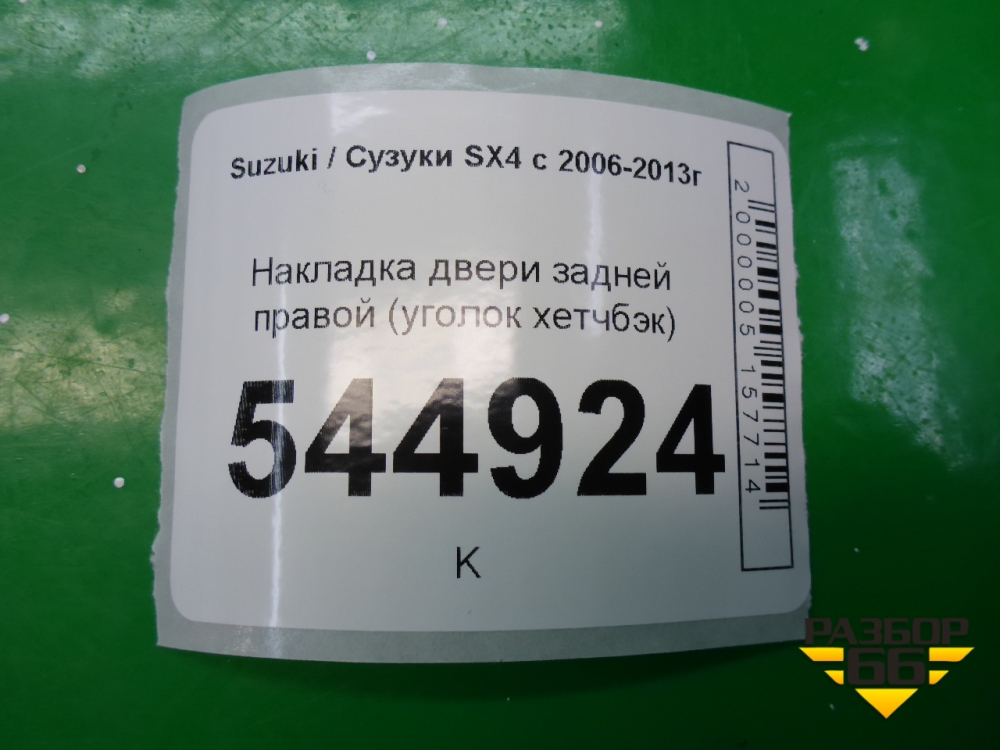 Suzuki / Сузуки SX4 с 2006-2013г
Накладка двери задней
правой (уголок хетчбэк)
544924
К
2000005157714
РАЗБОР
66